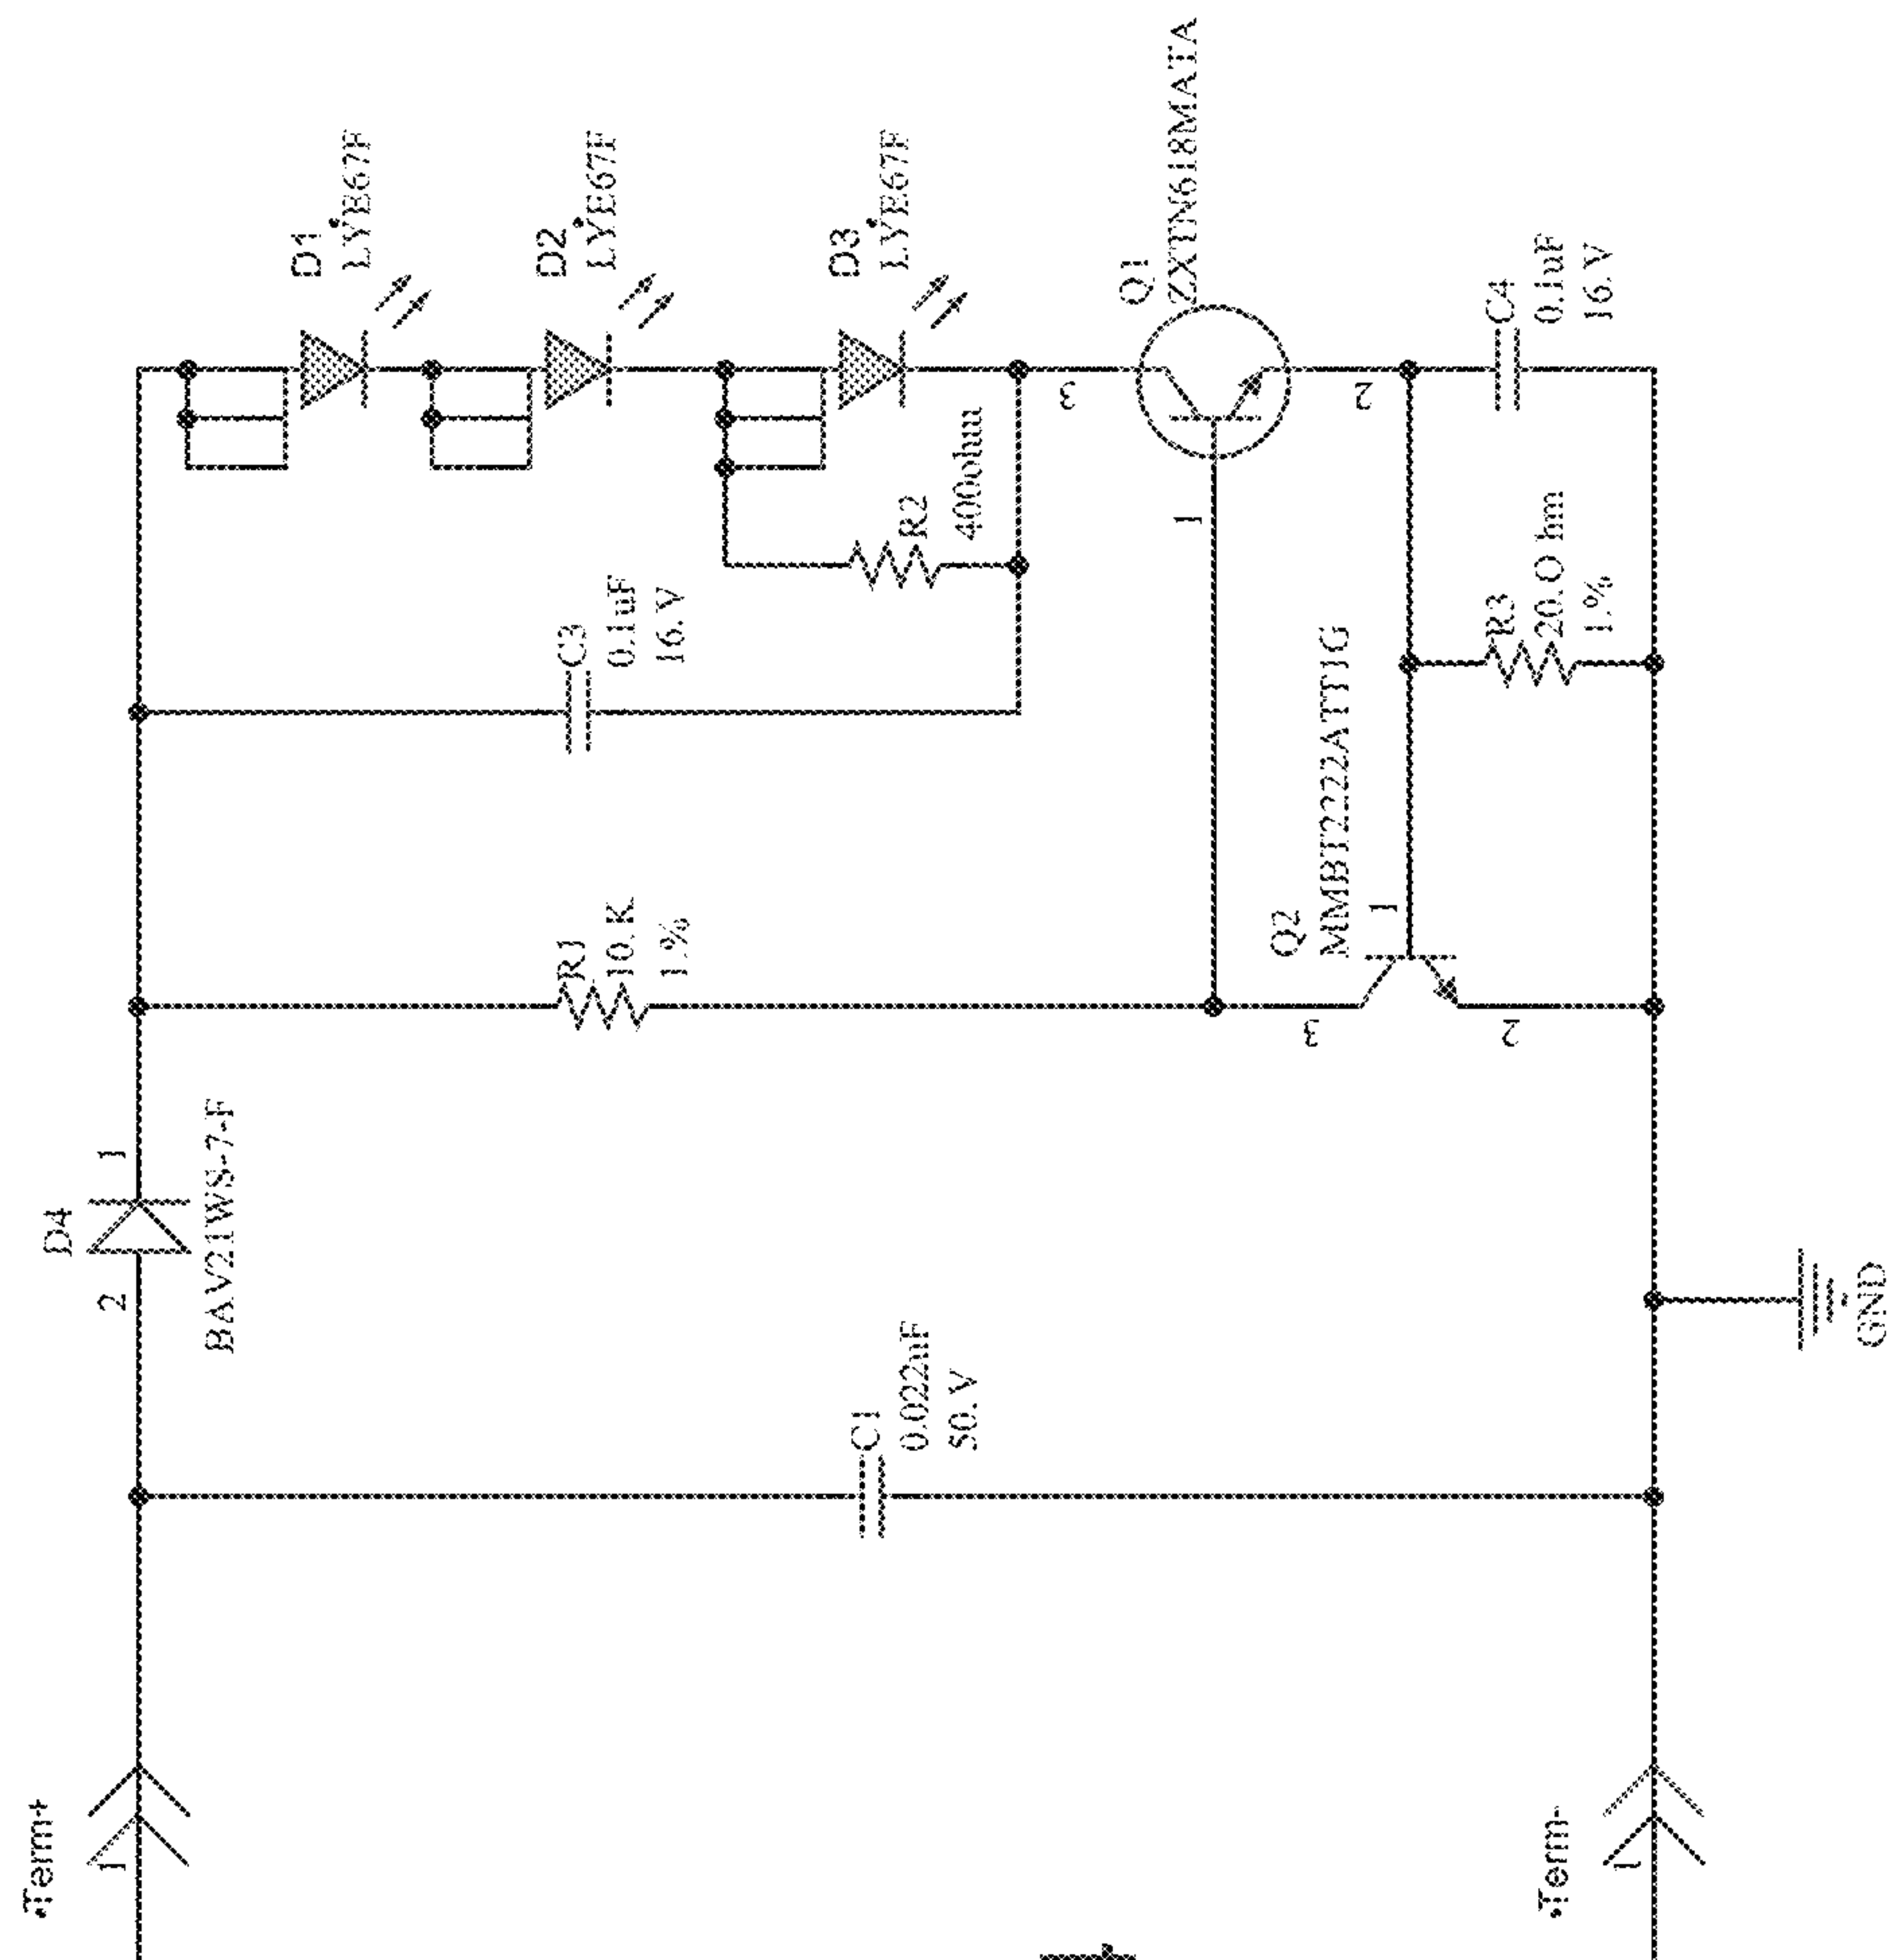 D1
LYE67F
D2
LYE67F
D3
LYE67F
R2
400ohm
C3
0.1uF
16.V
R1
10.K
1.%
D4
1
2
BAV21WS-7-F
Q1
ZXTN618MATA
3
2
1
C4
0.1uF
16.V
R3
20.O hm
1.%
Q2
MMBT2222ATT1G
1
3
2
C1
0.022uF
50.V
GND
Term+
1
Term-
1